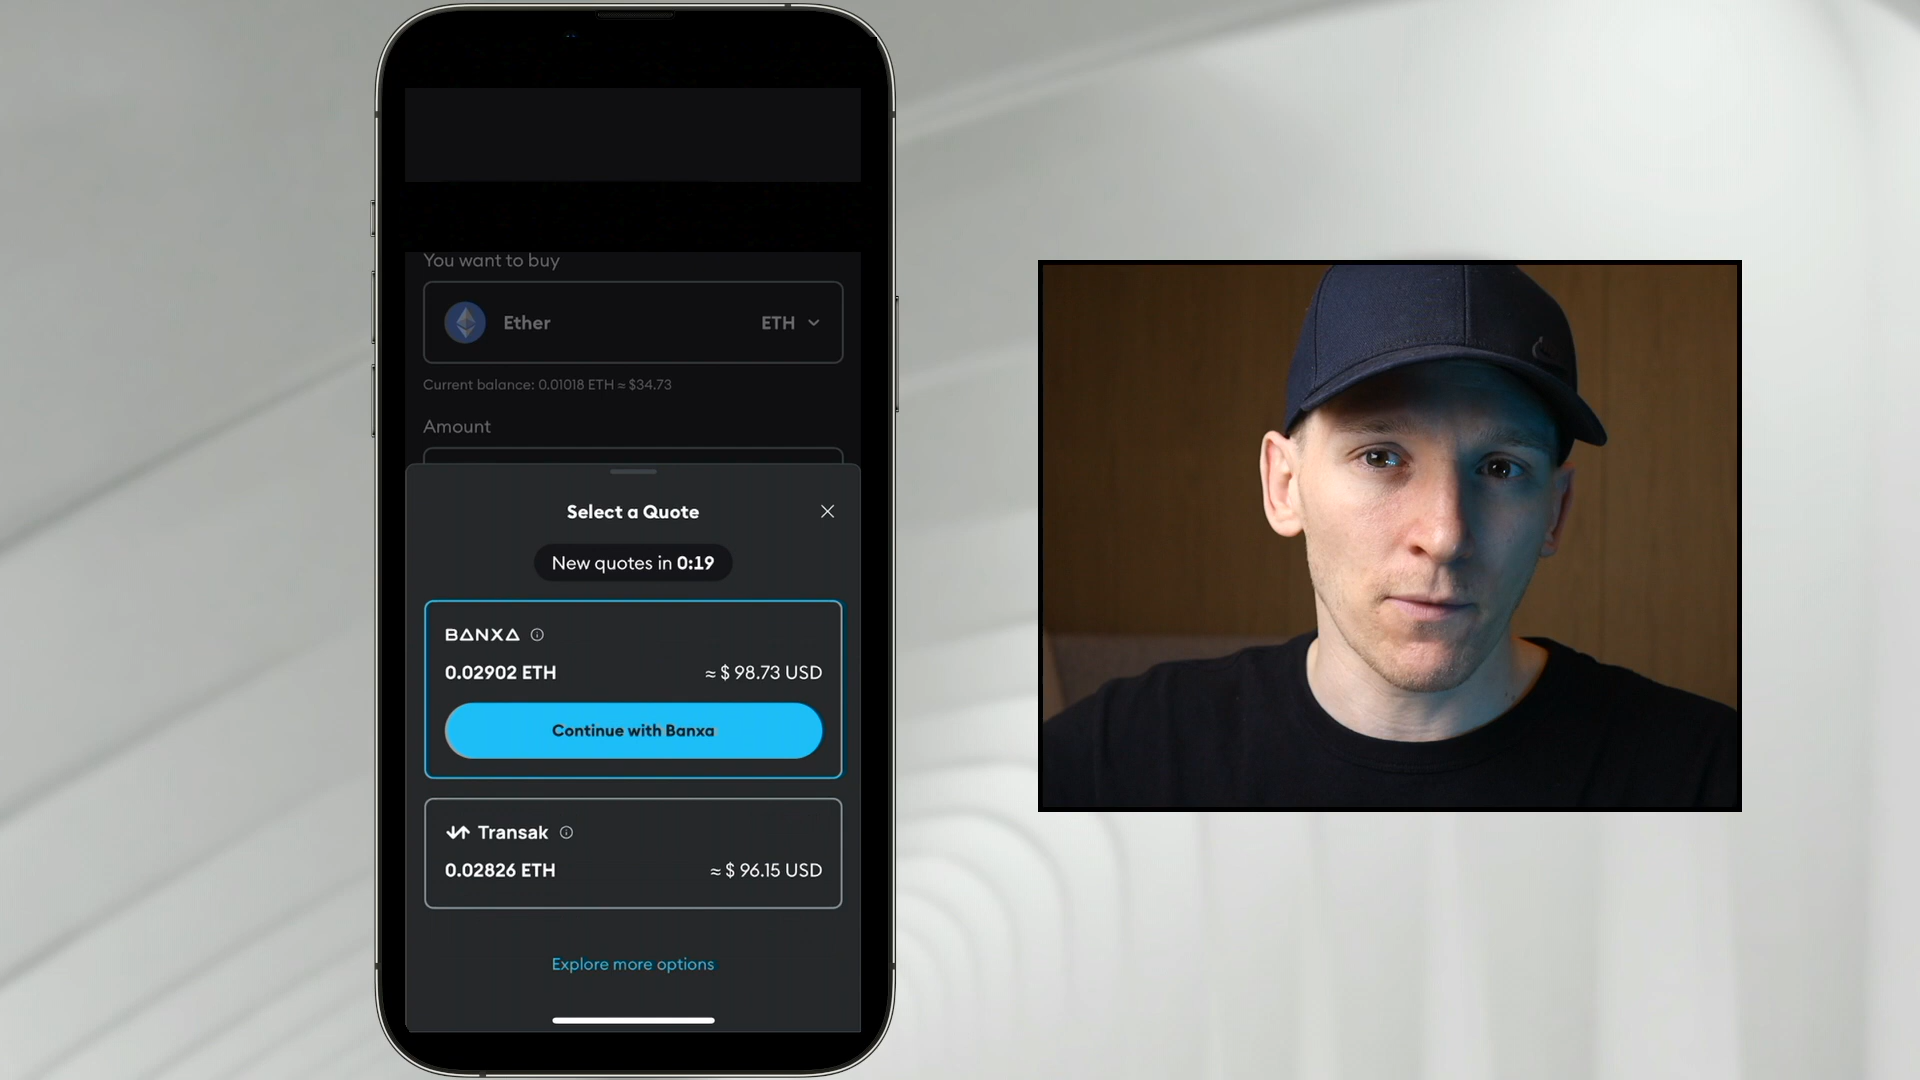 You want to buy
Ether ETH
Current balance: 0.01018 ETH ≈ $34.73
Amount
Select a Quote
New quotes in 0:19
BANXA
0.02902 ETH ≈ $ 98.73 USD
Continue with Banxa
Transak
0.02826 ETH ≈ $ 96.15 USD
Explore more options